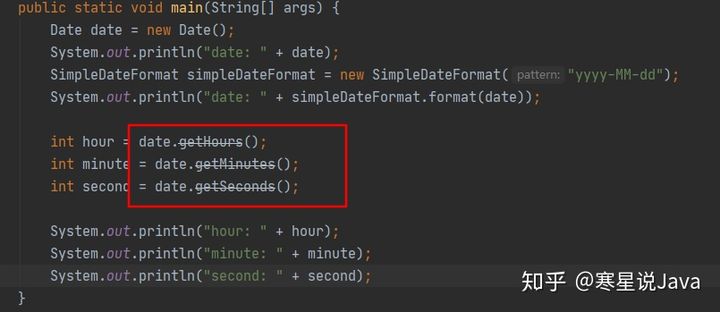 public static void main(String[] args) {
Date date = new Date();
System.out.println("date: " + date);
SimpleDateFormat simpleDateFormat = new SimpleDateFormat( pattern: "yyyy-MM-dd");
System.out.println("date: " + simpleDateFormat.format(date));
int hour = date.getHours();
int minute = date.getMinutes();
int second = date.getSeconds();
System.out.println("hour: " + hour);
System.out.println("minute: " + minute);
System.out.println("second: " + second);
}
知乎 @寒星说Java